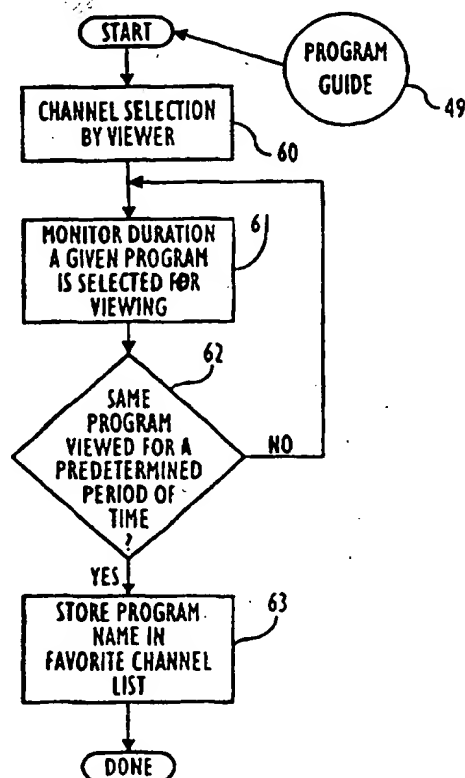 START
PROGRAM
GUIDE
49
CHANNEL SELECTION
BY VIEWER
60
MONITOR DURATION
A GIVEN PROGRAM
IS SELECTED FOR
VIEWING
61
SAME
PROGRAM
VIEWED FOR A
PREDETERMINED
PERIOD OF
TIME
?
62
NO
YES
STORE PROGRAM
NAME IN
FAVORITE CHANNEL
LIST
63
DONE